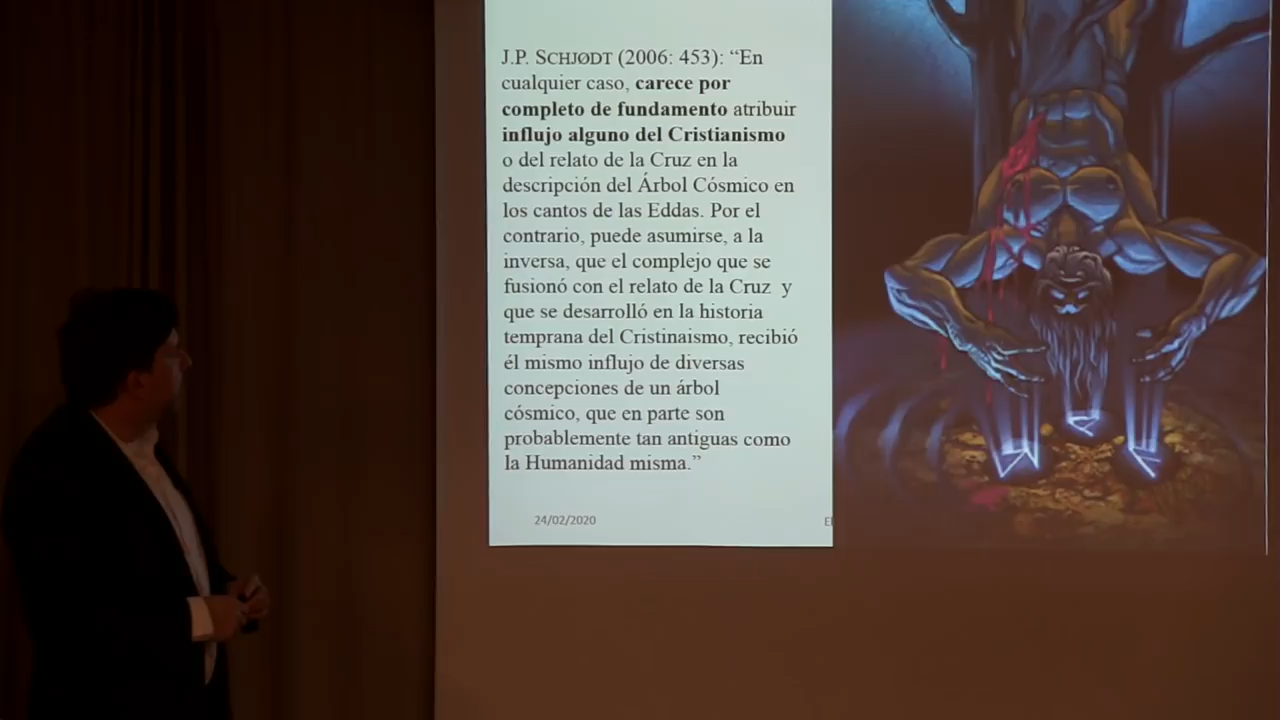 J.P. SCHJØDT (2006: 453): “En
cualquier caso, carece por
completo de fundamento atribuir
influjo alguno del Cristianismo
o del relato de la Cruz en la
descripción del Árbol Cósmico en
los cantos de las Eddas. Por el
contrario, puede asumirse, a la
inversa, que el complejo que se
fusionó con el relato de la Cruz y
que se desarrolló en la historia
temprana del Cristinaismo, recibió
él mismo influjo de diversas
concepciones de un árbol
cósmico, que en parte son
probablemente tan antiguas como
la Humanidad misma.”
24/02/2020